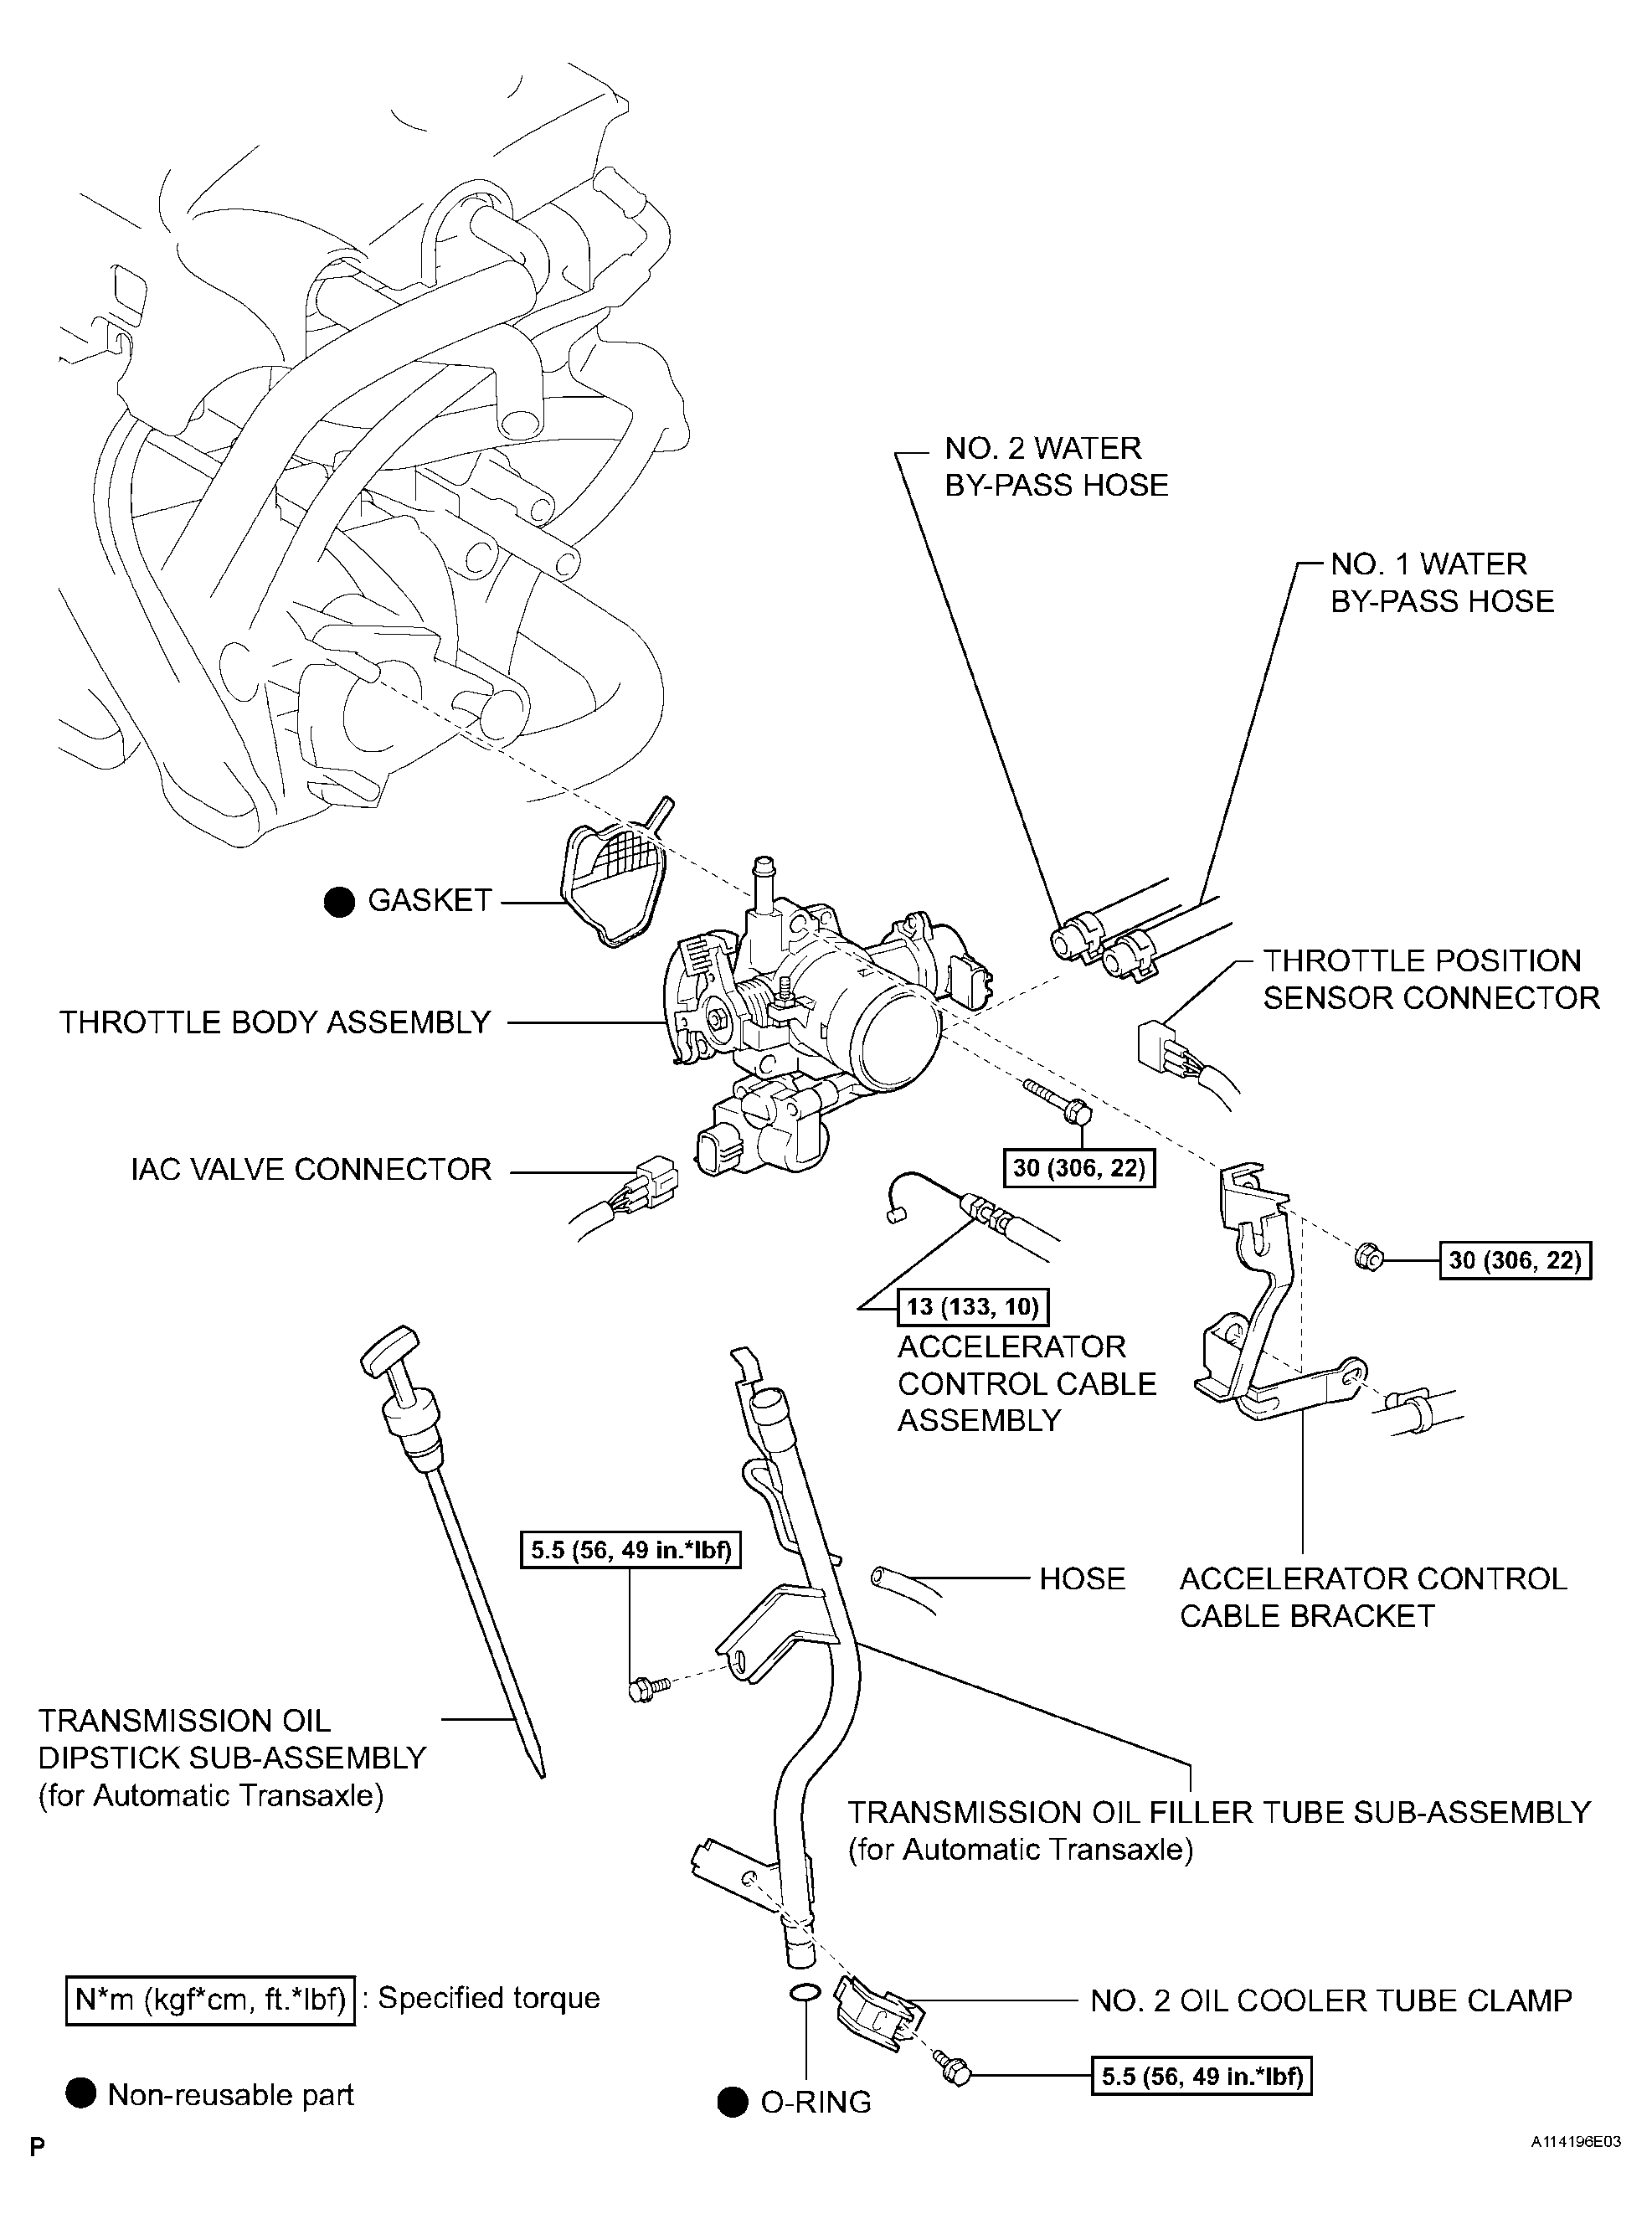 NO. 2 WATER
BY-PASS HOSE
NO. 1 WATER
BY-PASS HOSE
GASKET
THROTTLE POSITION
SENSOR CONNECTOR
THROTTLE BODY ASSEMBLY
IAC VALVE CONNECTOR
30 (306, 22)
30 (306, 22)
13 (133, 10)
ACCELERATOR
CONTROL CABLE
ASSEMBLY
5.5 (56, 49 in.*lbf)
HOSE
ACCELERATOR CONTROL
CABLE BRACKET
TRANSMISSION OIL
DIPSTICK SUB-ASSEMBLY
(for Automatic Transaxle)
TRANSMISSION OIL FILLER TUBE SUB-ASSEMBLY
(for Automatic Transaxle)
N*m (kgf*cm, ft.*lbf) : Specified torque
NO. 2 OIL COOLER TUBE CLAMP
5.5 (56, 49 in.*lbf)
Non-reusable part
O-RING
P
A114196E03